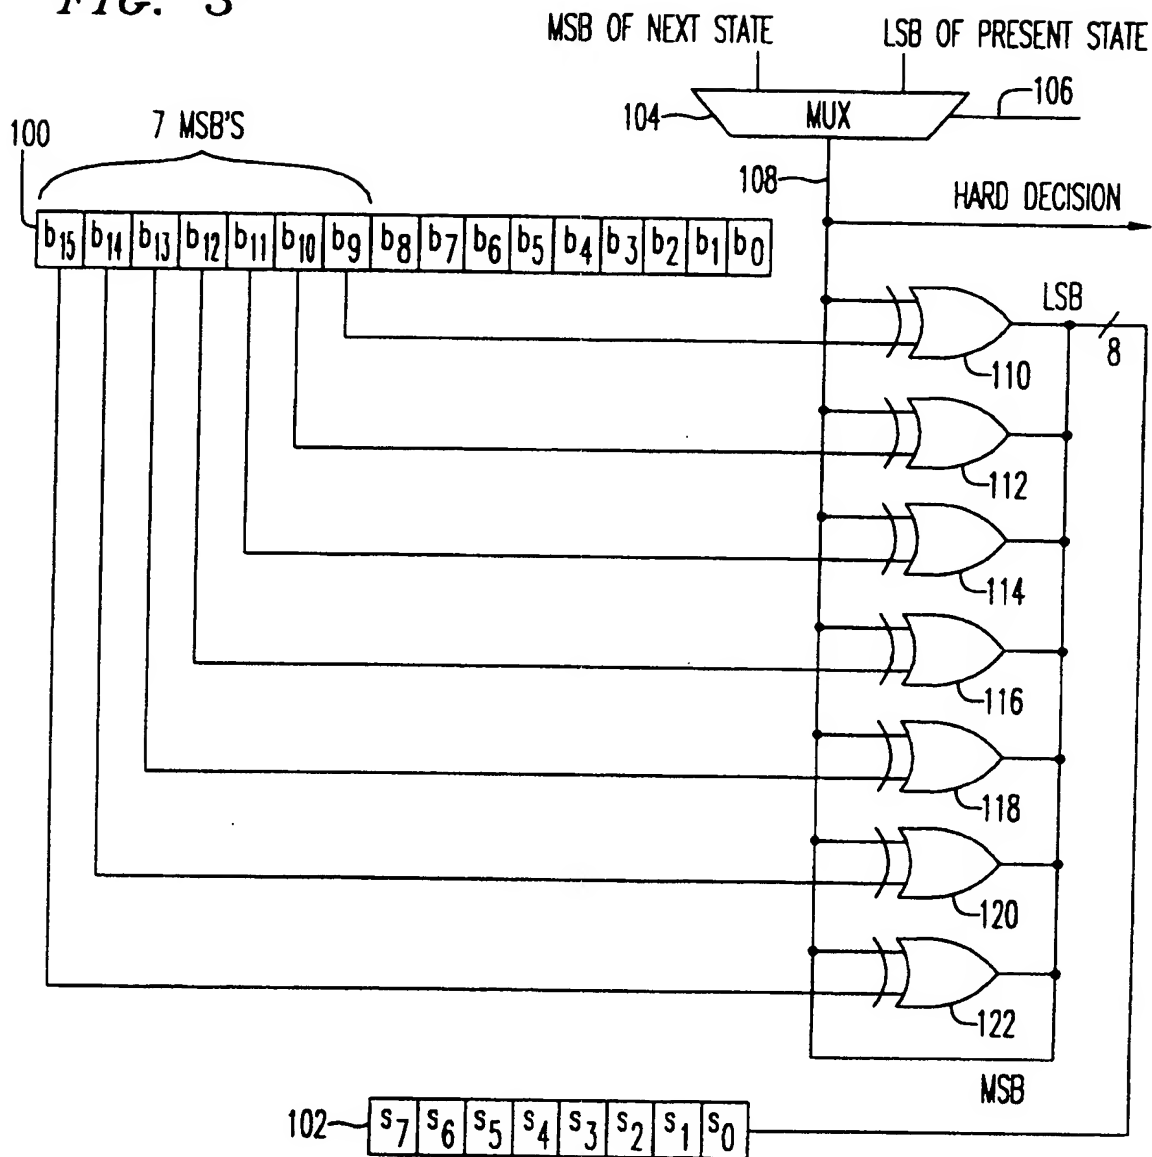 FIG. 3
MSB OF NEXT STATE
LSB OF PRESENT STATE
104
MUX
106
7 MSB'S
100
108
HARD DECISION
b15 b14 b13 b12 b11 b10 b9 b8 b7 b6 b5 b4 b3 b2 b1 b0
LSB
8
110
112
114
116
118
120
122
MSB
102
s7 s6 s5 s4 s3 s2 s1 s0